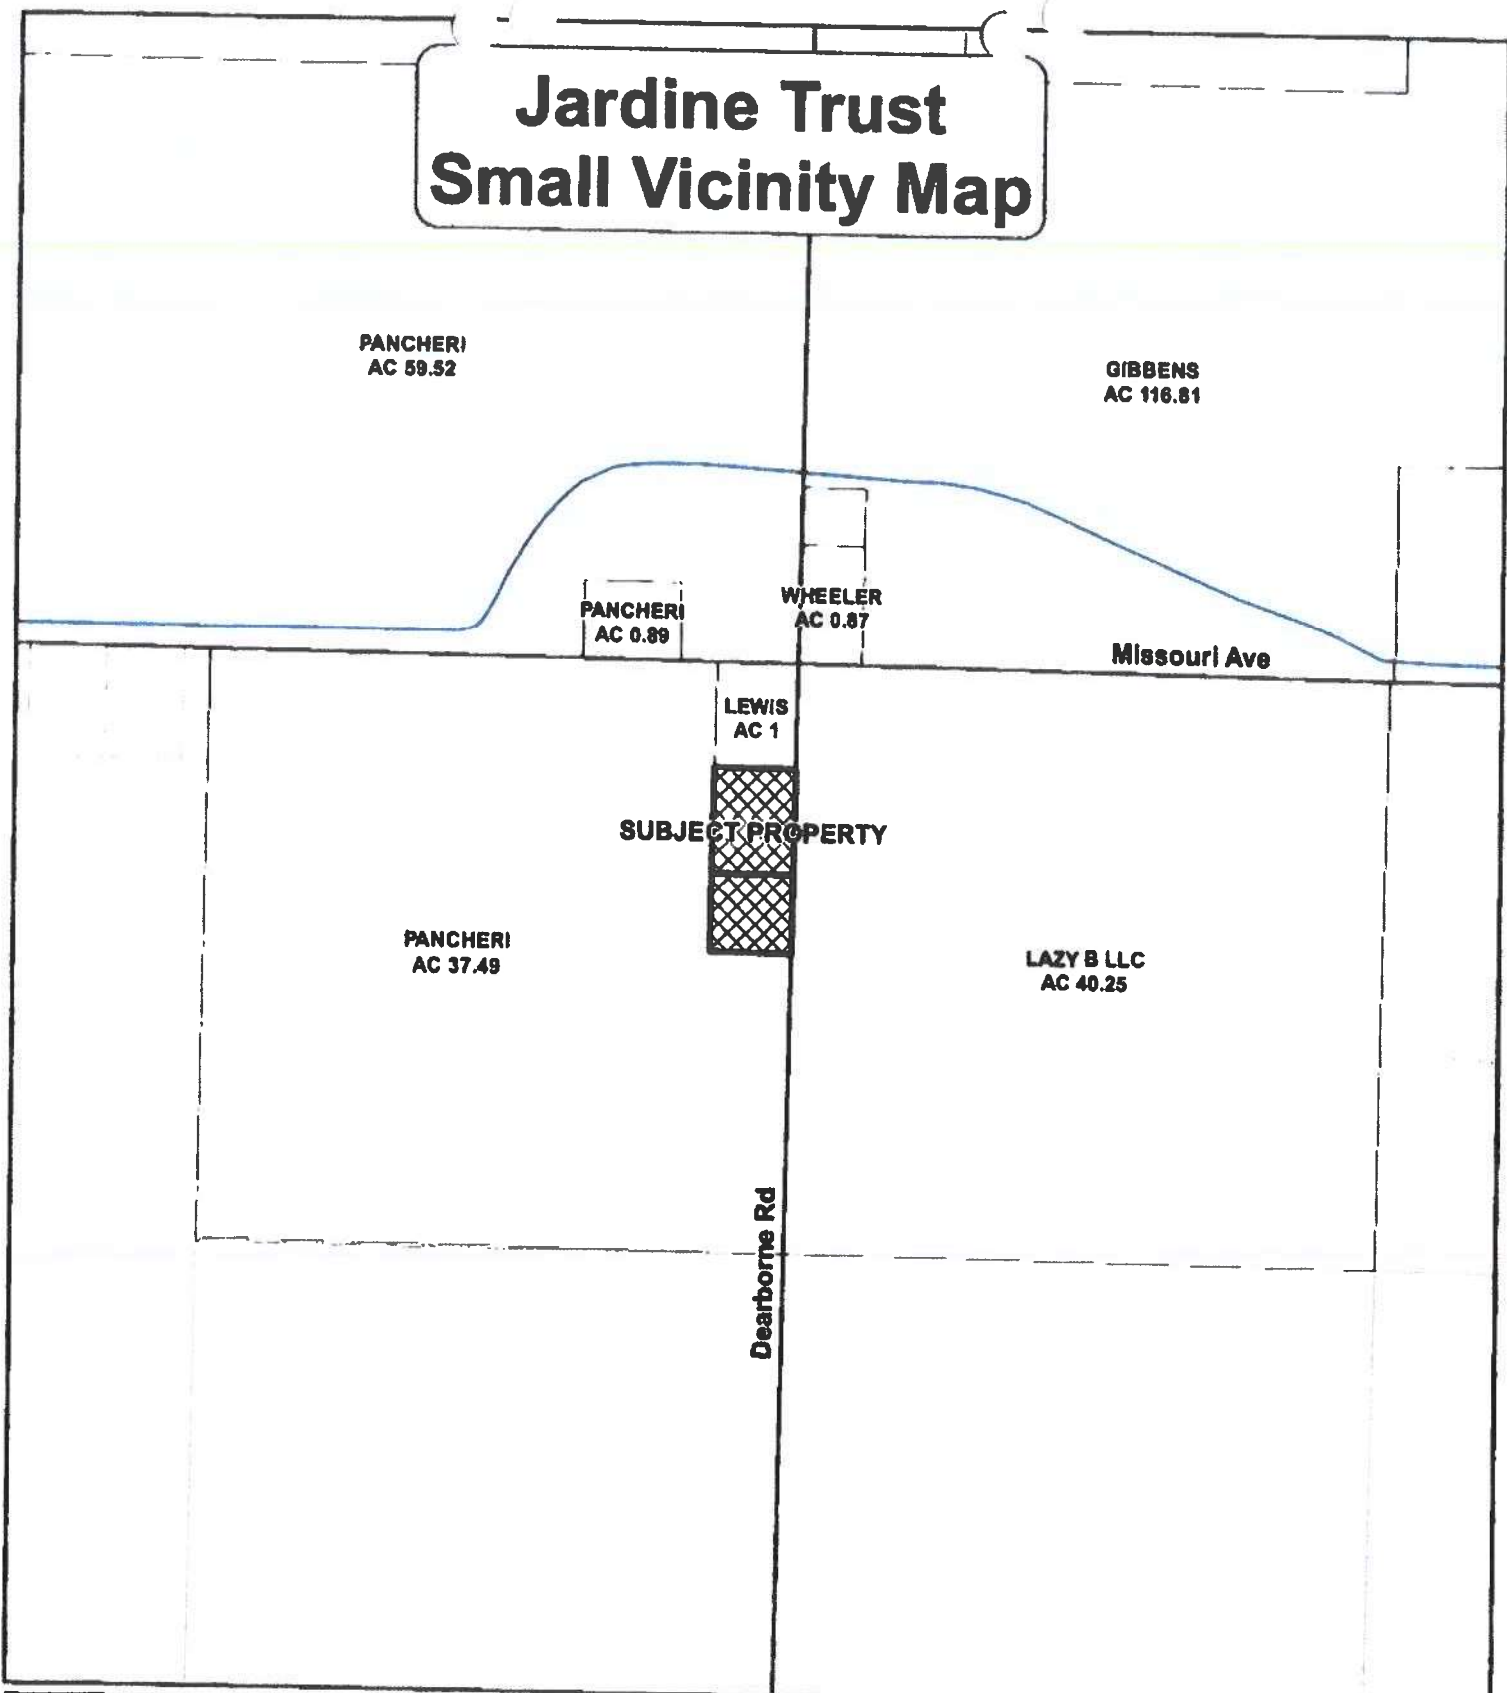 Jardine Trust
Small Vicinity Map
PANCHERI
AC 59.52
GIBBENS
AC 116.81
PANCHERI
AC 0.89
WHEELER
AC 0.87
Missouri Ave
LEWIS
AC 1
SUBJECT PROPERTY
PANCHERI
AC 37.49
LAZY B LLC
AC 40.25
Dearborne Rd